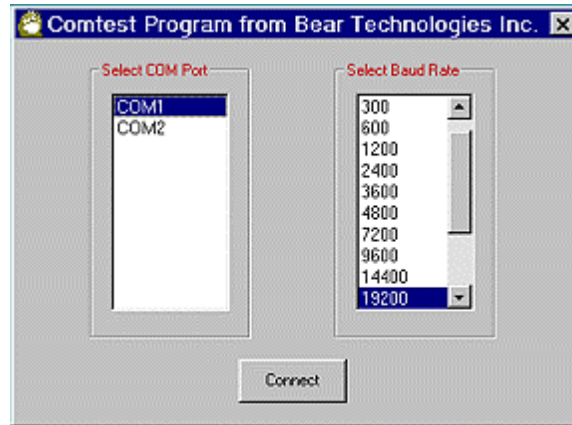 Comtest Program from Bear Technologies Inc.
Select COM Port
COM1
COM2
Select Baud Rate
300
600
1200
2400
3600
4800
7200
9600
14400
19200
Connect